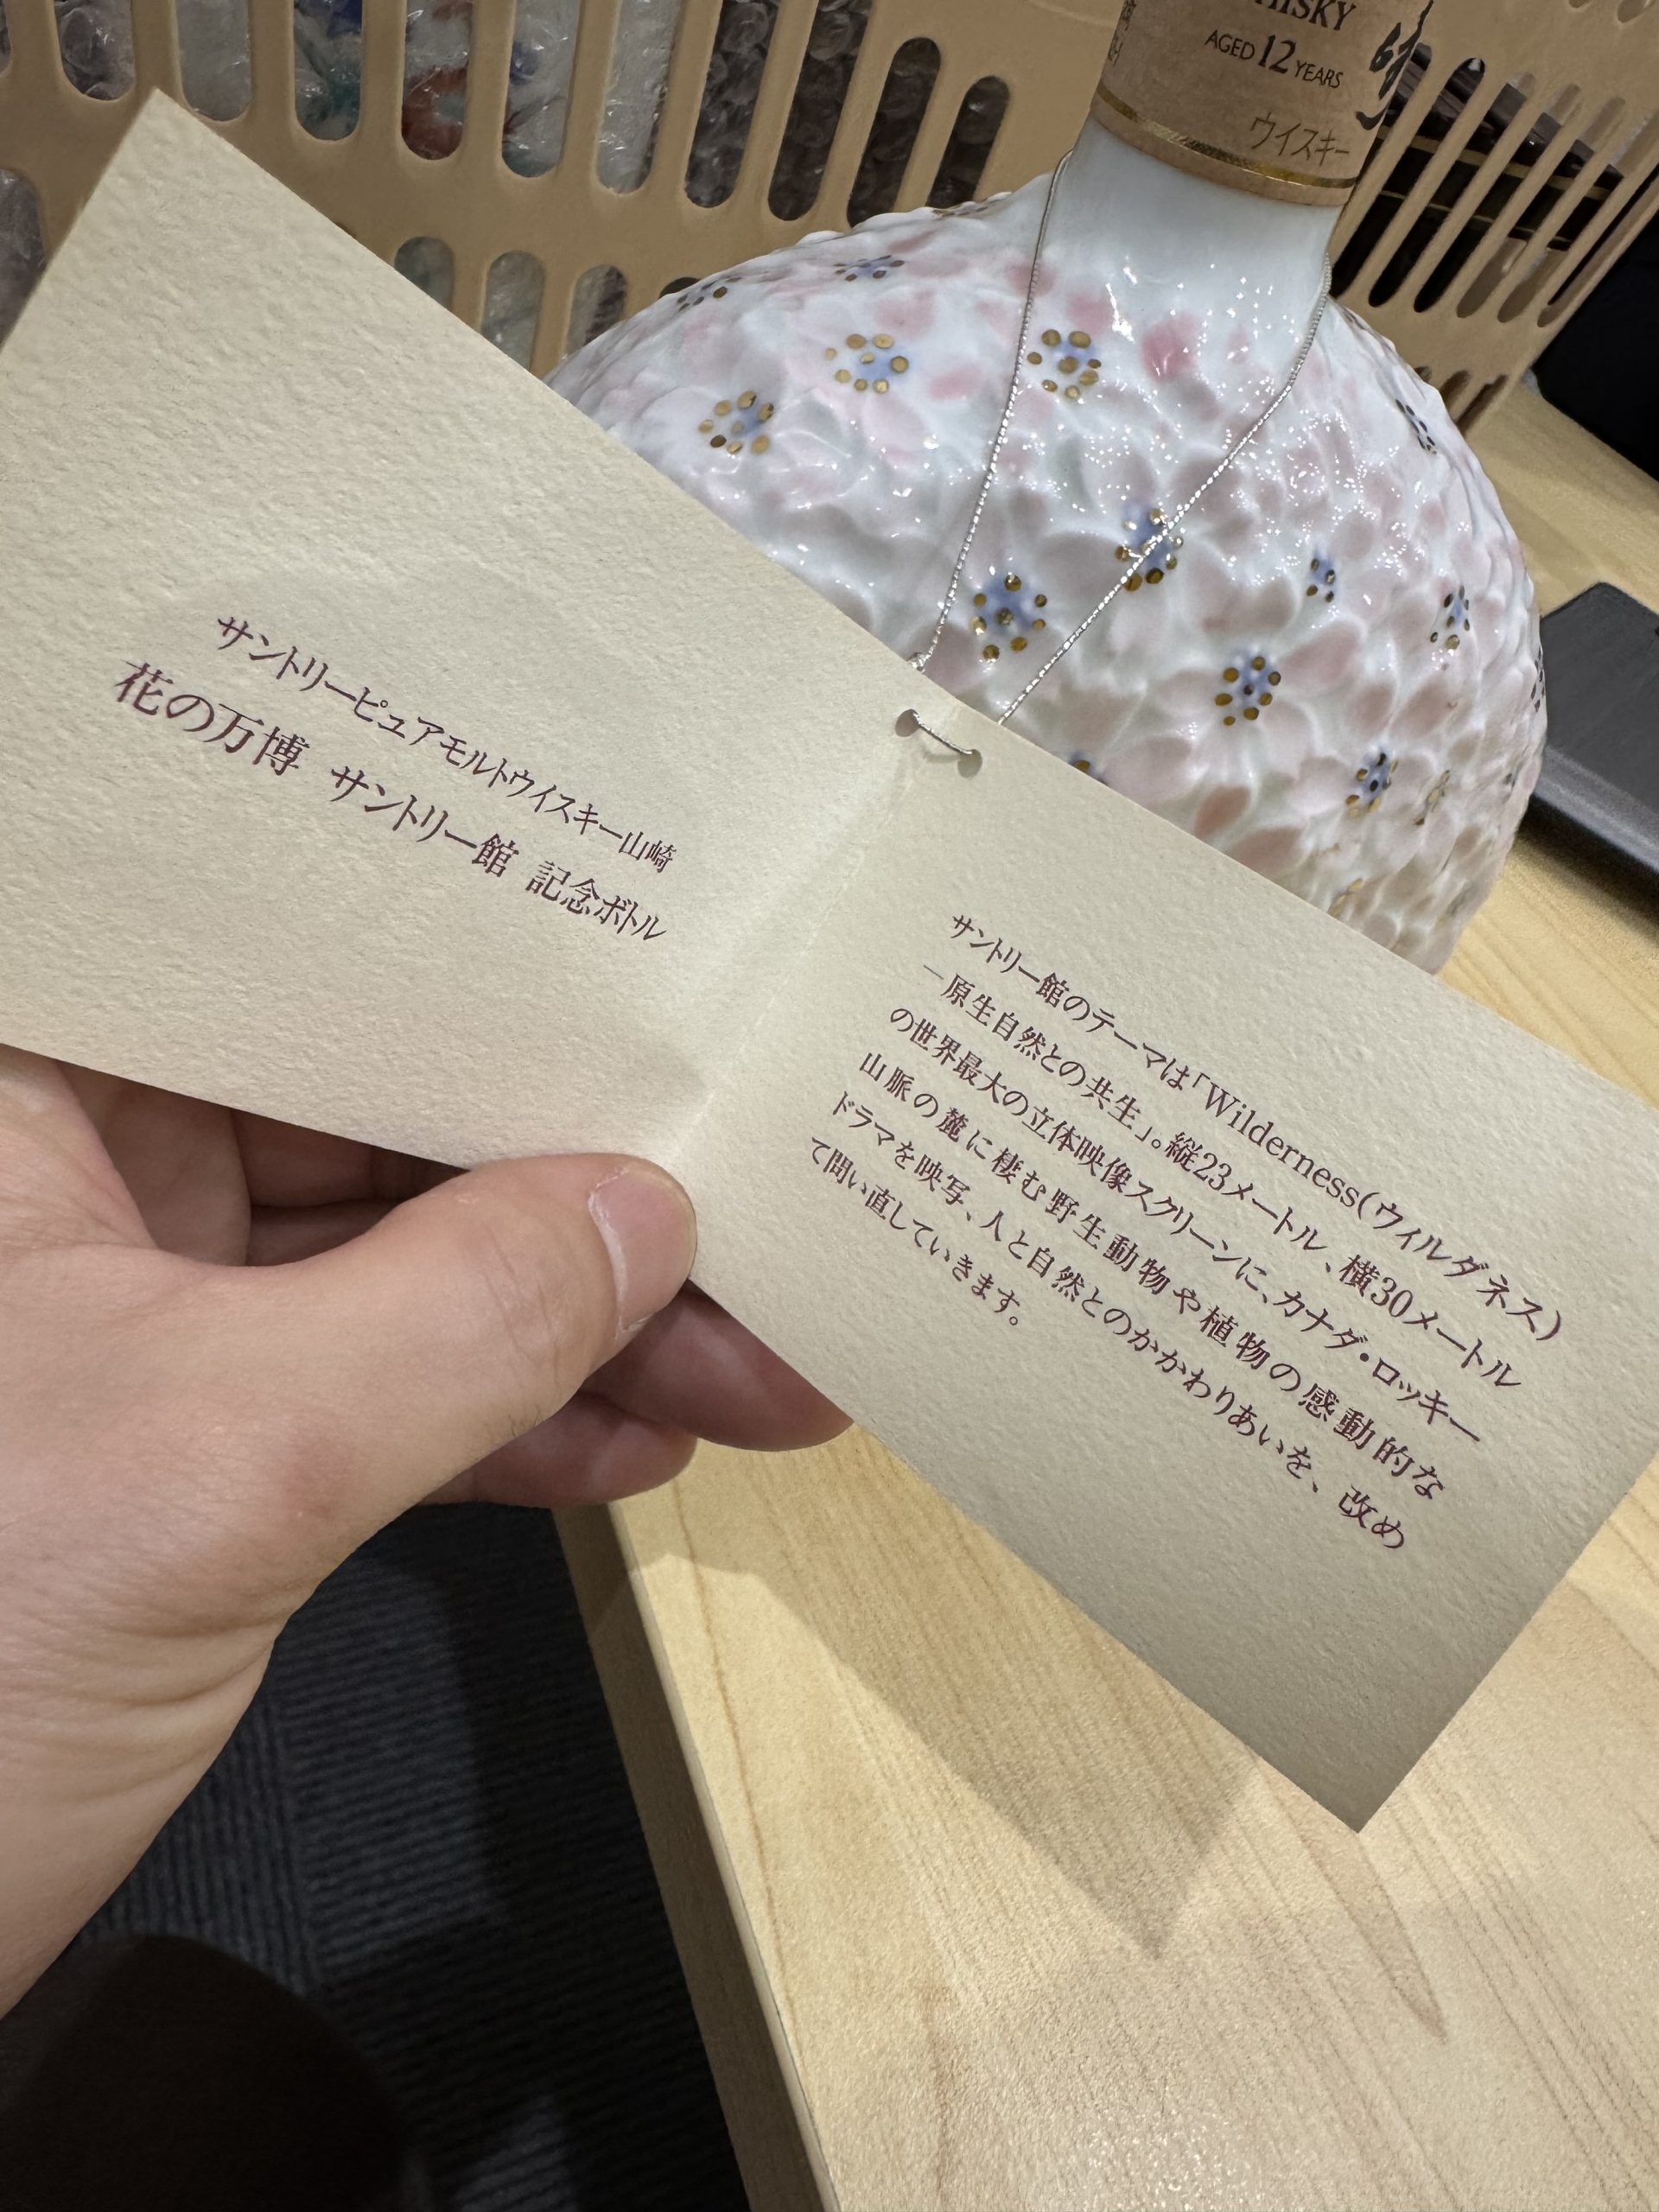 WHISKY
AGED 12 YEARS
ウイスキー
サントリーピュアモルトウイスキー山崎
花の万博 サントリー館 記念ボトル
サントリー館のテーマは「Wilderness(ウィルダネス)
―原生自然との共生」。縦23メートル、横30メートル
の世界最大の立体映像スクリーンに、カナダ・ロッキー
山脈の麓に棲む野生動物や植物の感動的な
ドラマを映写、人と自然とのかかわりあいを、改め
て問い直していきます。